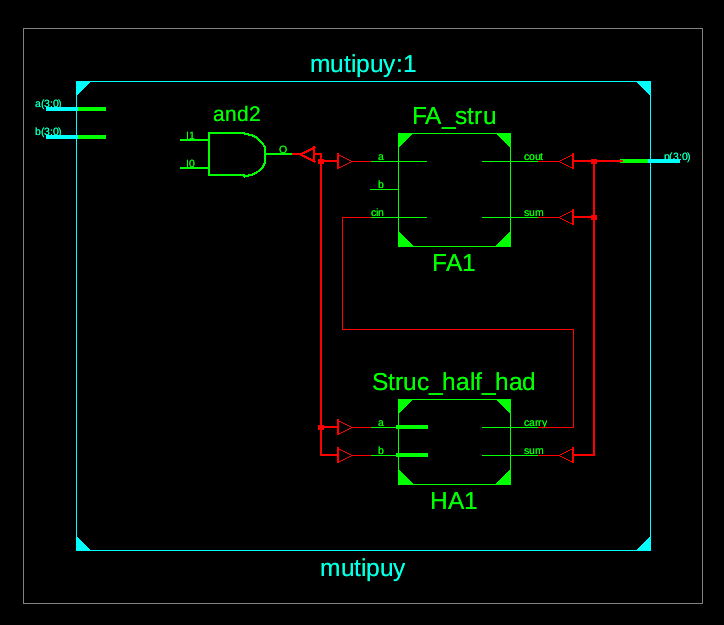 mutipuy:1
a(3:0)
b(3:0)
and2
I1
I0
O
FA_stru
a
b
cin
cout
sum
p(3:0)
FA1
Struc_half_had
a
b
carry
sum
HA1
mutipuy